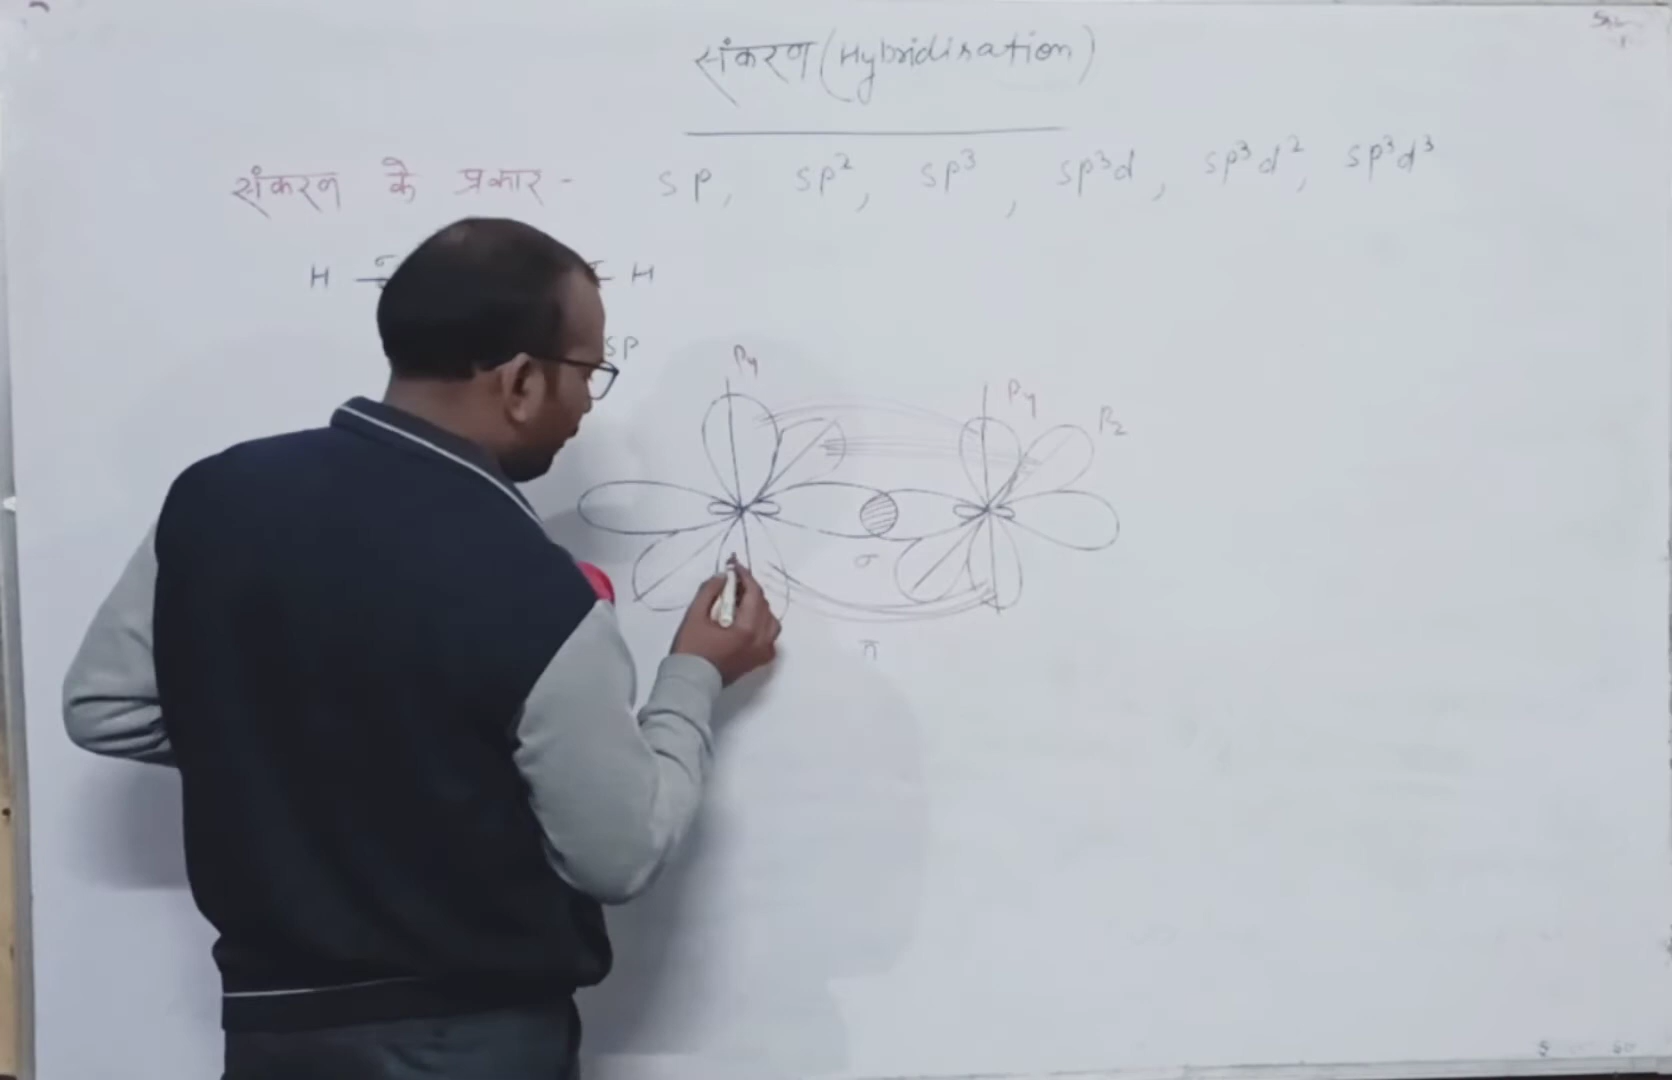 संकरण (Hybridisation)
संकरण के प्रकार - sp, sp², sp³, sp³d, sp³d², sp³d³
H σ σ H
sp
Py
Py
Pz
σ
π